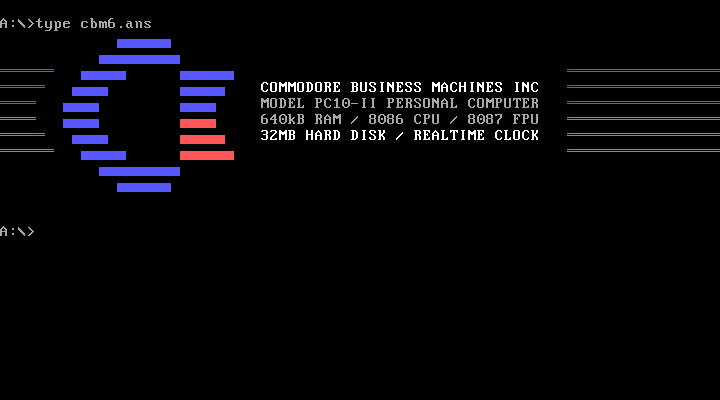 A:\>type cbm6.ans
COMMODORE BUSINESS MACHINES INC
MODEL PC10-II PERSONAL COMPUTER
640kB RAM / 8086 CPU / 8087 FPU
32MB HARD DISK / REALTIME CLOCK
A:\>